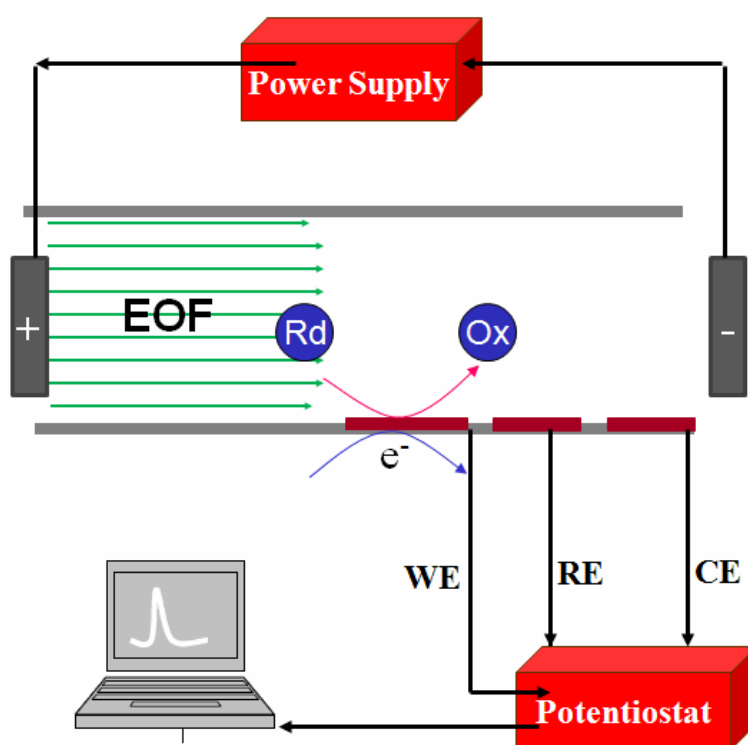 Power Supply
+
EOF
Rd
Ox
-
e-
WE
RE
CE
Potentiostat